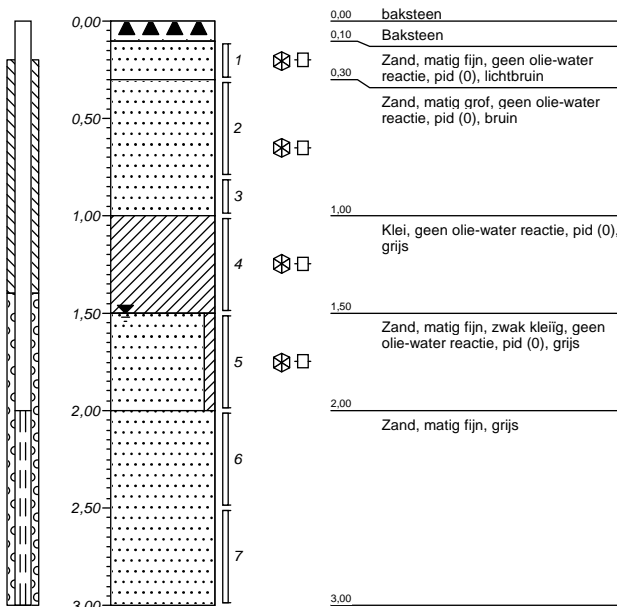 0,00
0,50
1,00
1,50
2,00
2,50
3,00
1
2
3
4
5
6
7
0,00 baksteen
0,10 Baksteen
Zand, matig fijn, geen olie-water
reactie, pid (0), lichtbruin
0,30
Zand, matig grof, geen olie-water
reactie, pid (0), bruin
1,00
Klei, geen olie-water reactie, pid (0),
grijs
1,50
Zand, matig fijn, zwak kleiïg, geen
olie-water reactie, pid (0), grijs
2,00
Zand, matig fijn, grijs
3,00